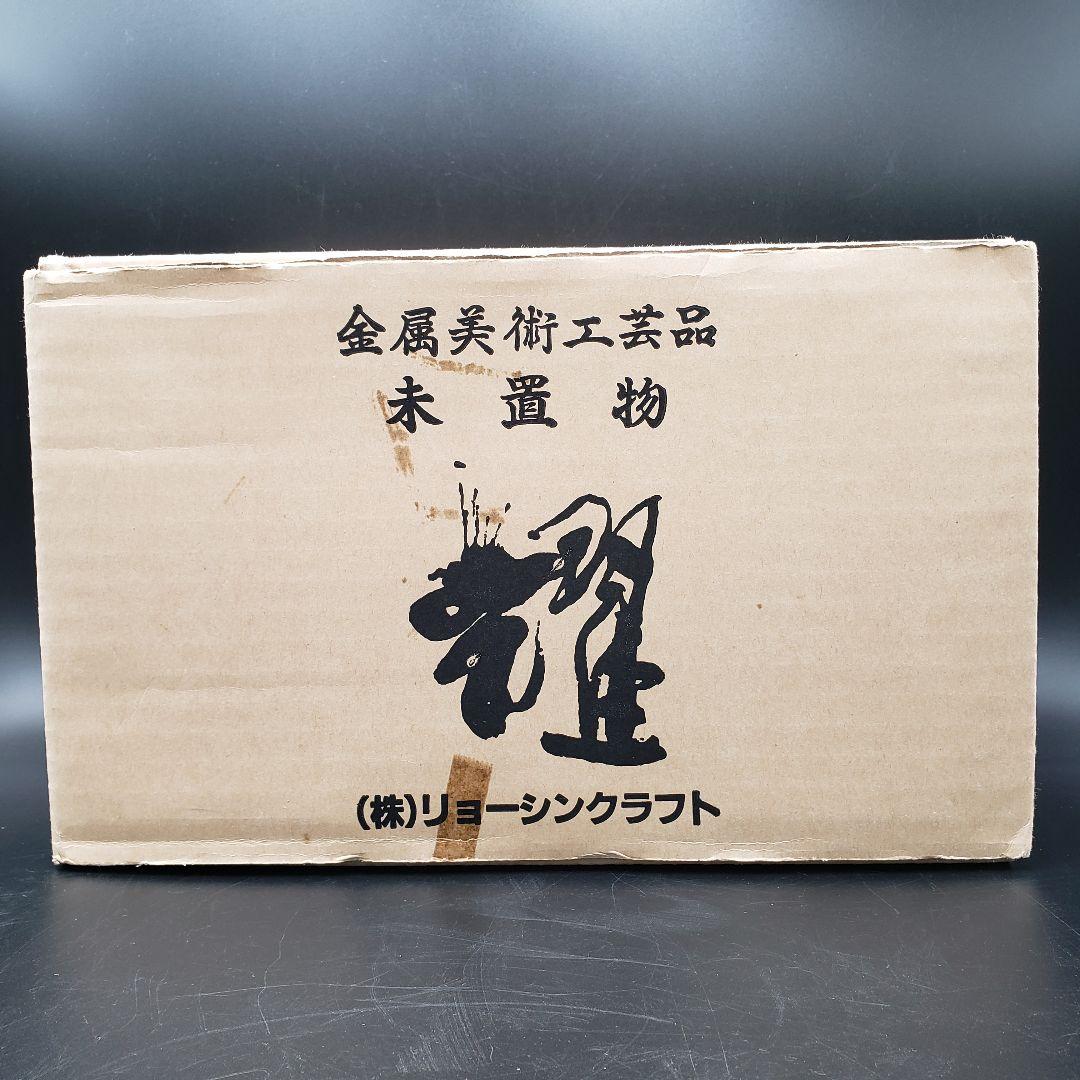 金属美術工芸品
未置物
耀
(株)リョーシンクラフト